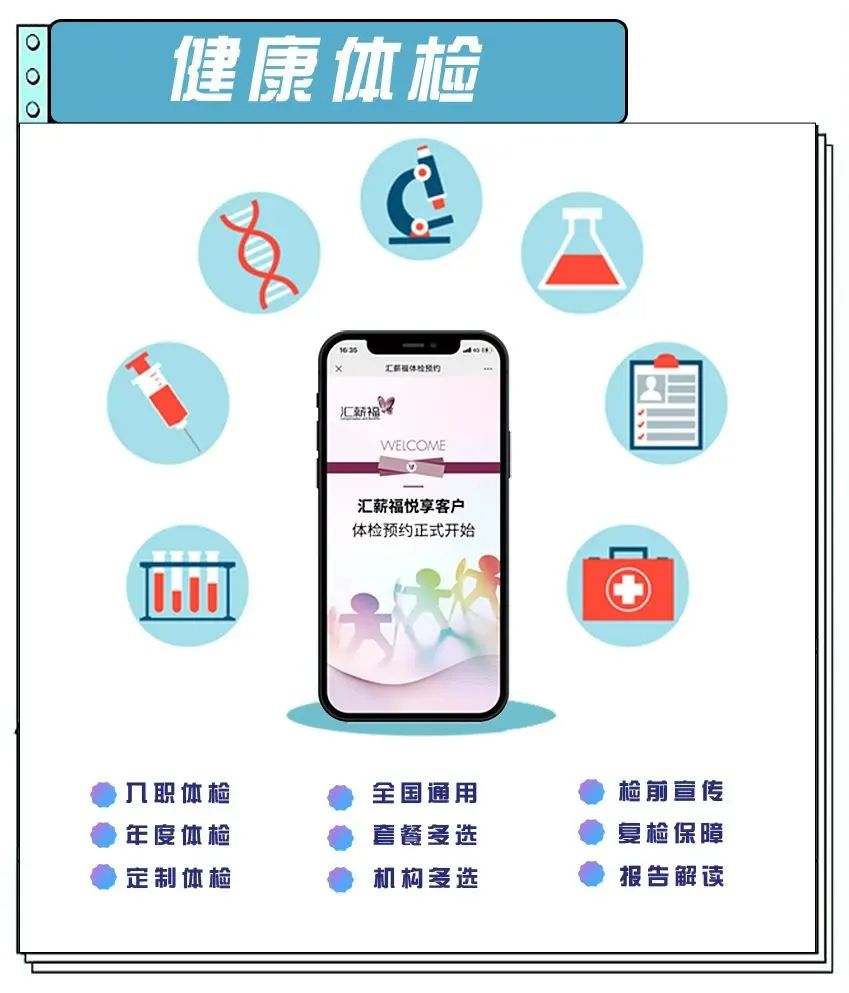 健康体检
16:35
4G
汇薪福体检预约
汇薪福
WELCOME
汇薪福悦享客户
体检预约正式开始
入职体检 全国通用 检前宣传
年度体检 套餐多选 复检保障
定制体检 机构多选 报告解读